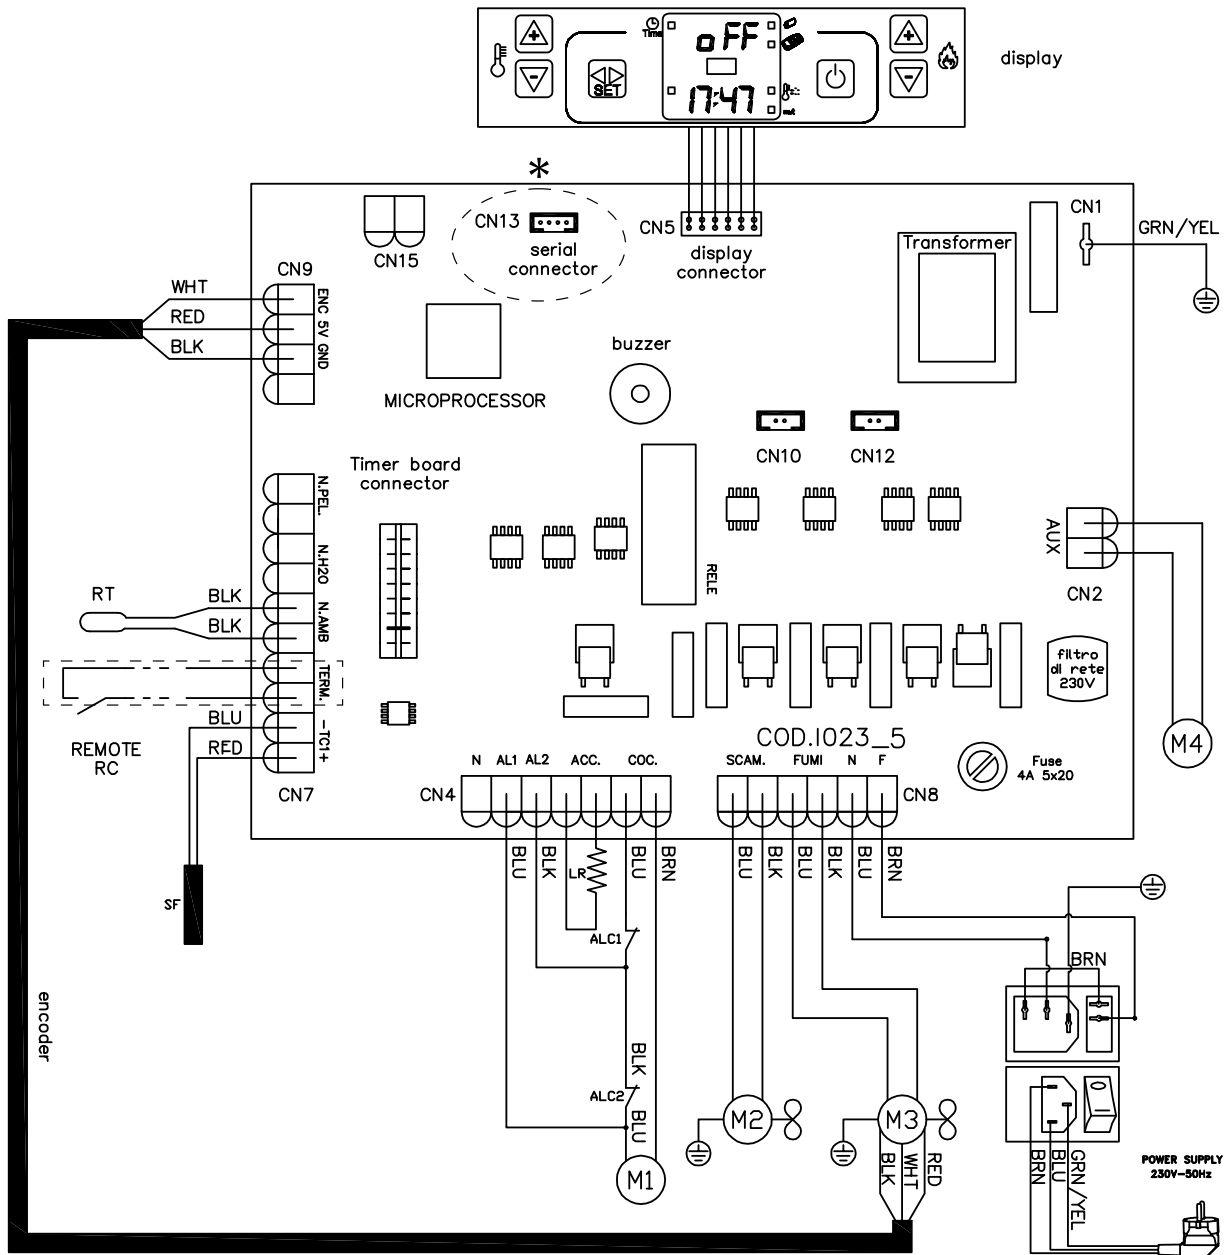 Time
oFF
SET
17:47
set
display
*
CN13
serial
connector
CN5
display
connector
CN15
CN1
GRN/YEL
Transformer
CN9
ENC 5V GND
WHT
RED
BLK
MICROPROCESSOR
buzzer
CN10
CN12
Timer board
connector
N.PEL.
N.H2O
N.AMB
TERM.
-TC1+
RELE
AUX
CN2
RT
BLK
BLK
filtro
di rete
230V
REMOTE
RC
BLU
RED
CN7
COD.I023_5
M4
Fuse
4A 5x20
N AL1 AL2 ACC. COC.
CN4
SCAM. FUMI N F
CN8
BLU
BLK
LR
BLU
BRN
BLU
BLK
BLU
BLK
BLU
BRN
SF
ALC1
BRN
encoder
BLK
ALC2
BLU
M1
M2
M3
BLK
WHT
RED
BRN
BLU
GRN/YEL
POWER SUPPLY
230V-50Hz